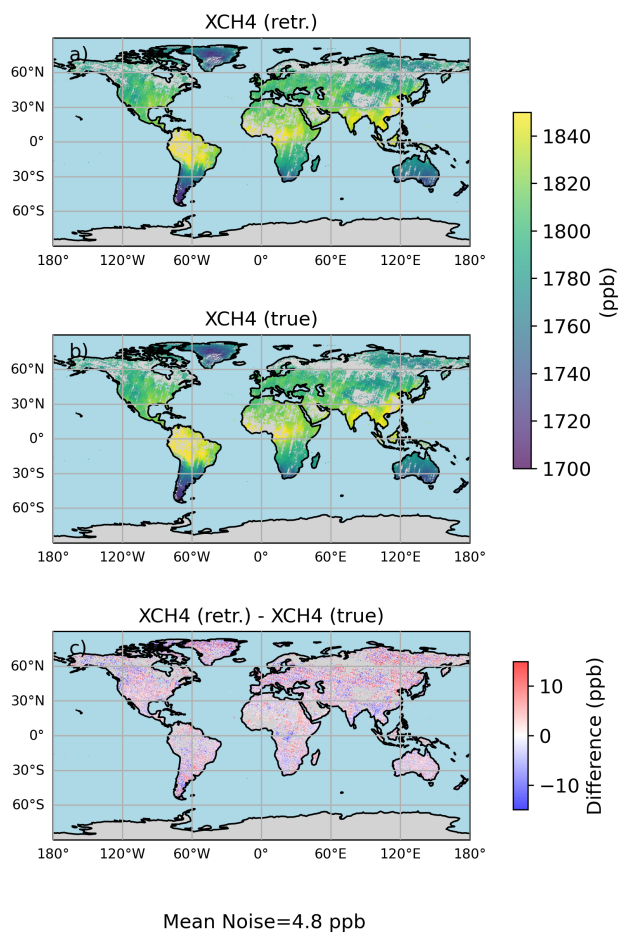 XCH4 (retr.)
a)
60°N
30°N
0°
30°S
60°S
180° 120°W 60°W 0° 60°E 120°E 180°
XCH4 (true)
b)
60°N
30°N
0°
30°S
60°S
180° 120°W 60°W 0° 60°E 120°E 180°
1840
1820
1800
1780
1760
1740
1720
1700
(ppb)
XCH4 (retr.) - XCH4 (true)
c)
60°N
30°N
0°
30°S
60°S
180° 120°W 60°W 0° 60°E 120°E 180°
10
0
−10
Difference (ppb)
Mean Noise=4.8 ppb